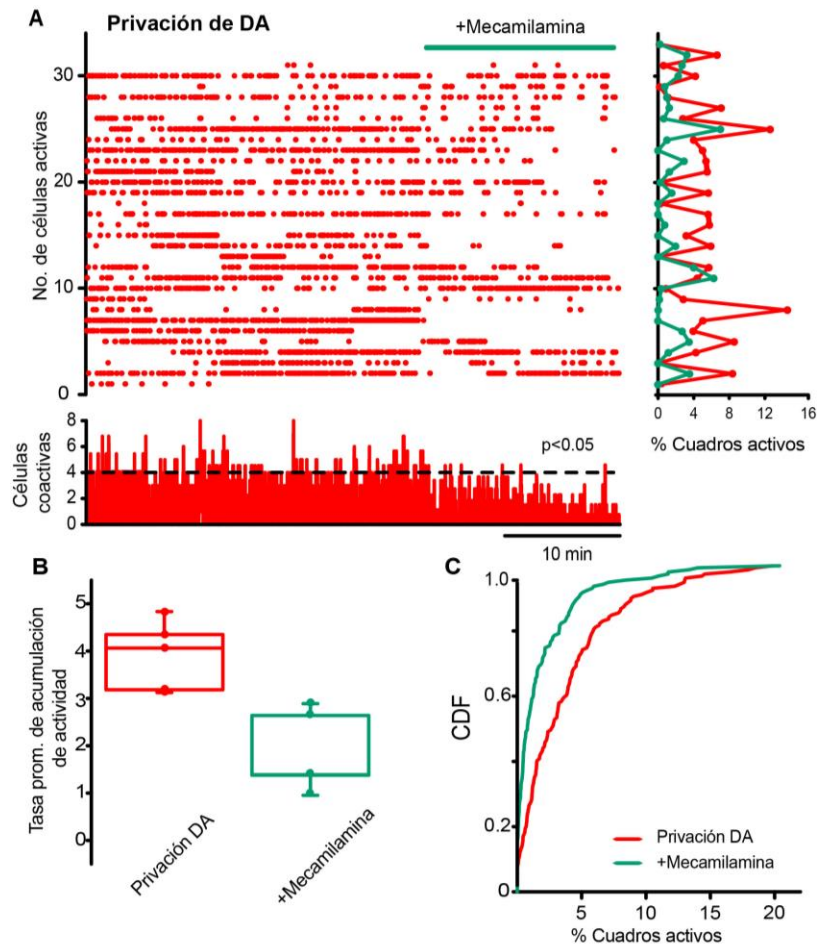 A
Privación de DA
+Mecamilamina
No. de células activas
30
20
10
0
0 4 8 12 16
% Cuadros activos
Células
coactivas
8
6
4
2
0
p<0.05
10 min
B
Tasa prom. de acumulación
de actividad
5
4
3
2
1
0
Privación DA
+Mecamilamina
C
CDF
1.0
0.6
0.2
0
Privación DA
+Mecamilamina
5 10 15 20
% Cuadros activos